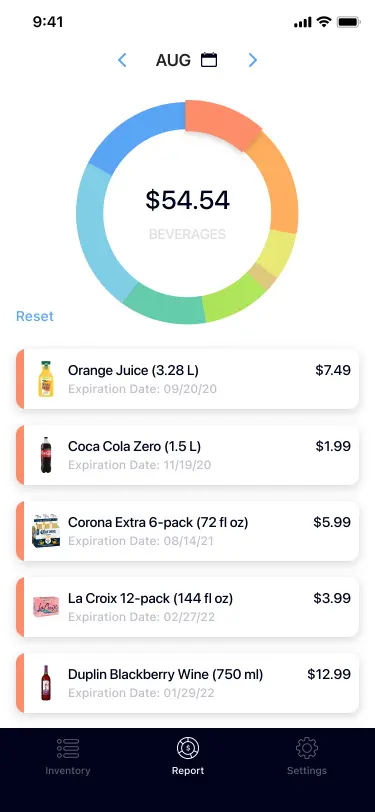 9:41
AUG
$54.54
BEVERAGES
Reset
Orange Juice (3.28 L)
$7.49
Expiration Date: 09/20/20
Coca Cola Zero (1.5 L)
$1.99
Expiration Date: 11/19/20
Corona Extra 6-pack (72 fl oz)
$5.99
Expiration Date: 08/14/21
La Croix 12-pack (144 fl oz)
$3.99
Expiration Date: 02/27/22
Duplin Blackberry Wine (750 ml)
$12.99
Expiration Date: 01/29/22
Inventory
Report
Settings